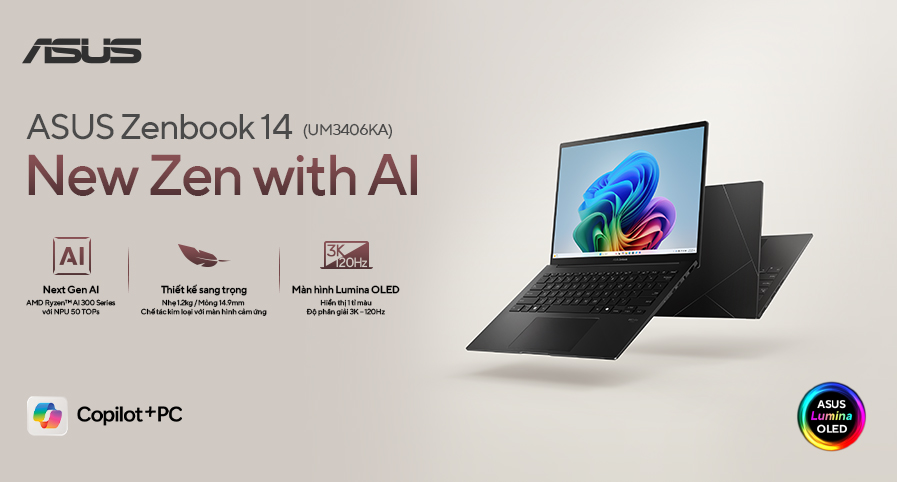 ASUS
ASUS Zenbook 14 (UM3406KA)
New Zen with AI
AI
Next Gen AI
AMD Ryzen™ AI 300 Series
với NPU 50 TOPs
Thiết kế sang trọng
Nhẹ 1.2kg / Mỏng 14.9mm
Chế tác kim loại với màn hình cảm ứng
3K
120Hz
Màn hình Lumina OLED
Hiển thị 1 tỉ màu
Độ phân giải 3K - 120Hz
Copilot+PC
ASUS
Lumina
OLED